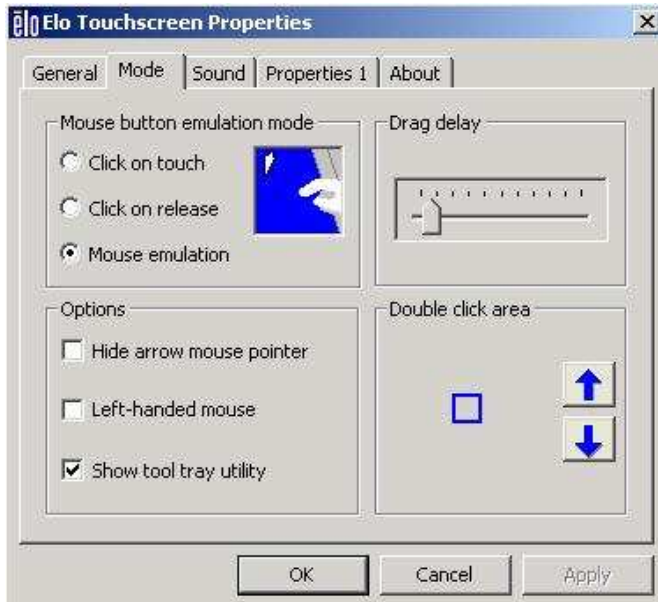 ēlo Elo Touchscreen Properties
General Mode Sound Properties 1 About
Mouse button emulation mode
Click on touch
Click on release
Mouse emulation
Drag delay
Options
Hide arrow mouse pointer
Left-handed mouse
Show tool tray utility
Double click area
OK Cancel Apply